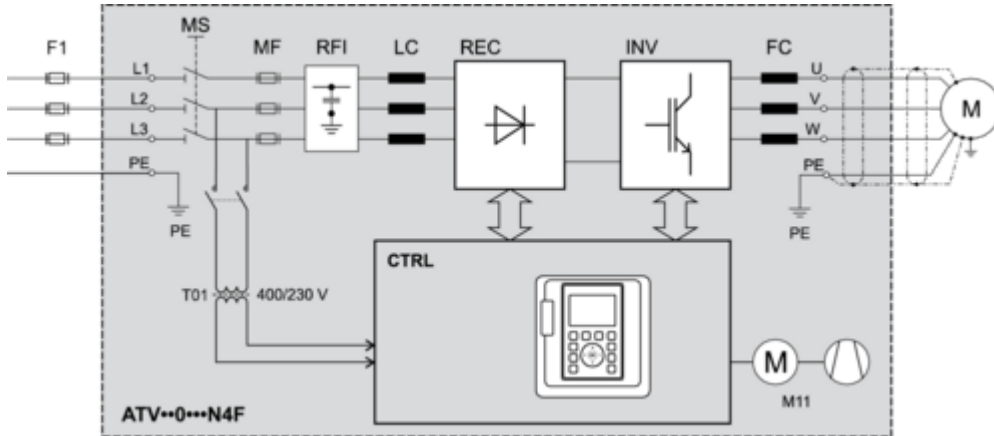 MS
F1 MF RFI LC REC INV FC
L1 U
L2 V
L3 W
M
PE PE
PE PE
CTRL
T01 400/230 V
M
M11
ATV••0•••N4F